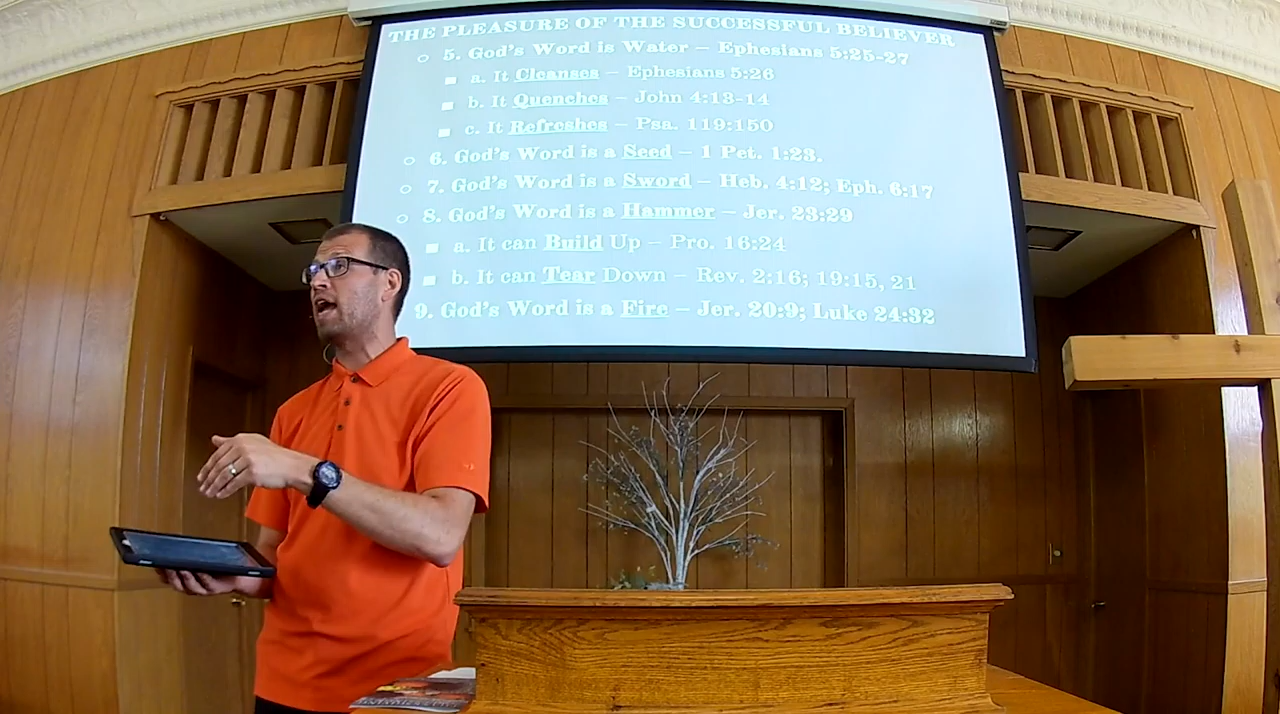 THE PLEASURE OF THE SUCCESSFUL BELIEVER
5. God's Word is Water – Ephesians 5:25-27
a. It Cleanses – Ephesians 5:26
b. It Quenches – John 4:13-14
c. It Refreshes – Psa. 119:150
6. God's Word is a Seed – 1 Pet. 1:23.
7. God's Word is a Sword – Heb. 4:12; Eph. 6:17
8. God's Word is a Hammer – Jer. 23:29
a. It can Build Up – Pro. 16:24
b. It can Tear Down – Rev. 2:16; 19:15, 21
9. God's Word is a Fire – Jer. 20:9; Luke 24:32